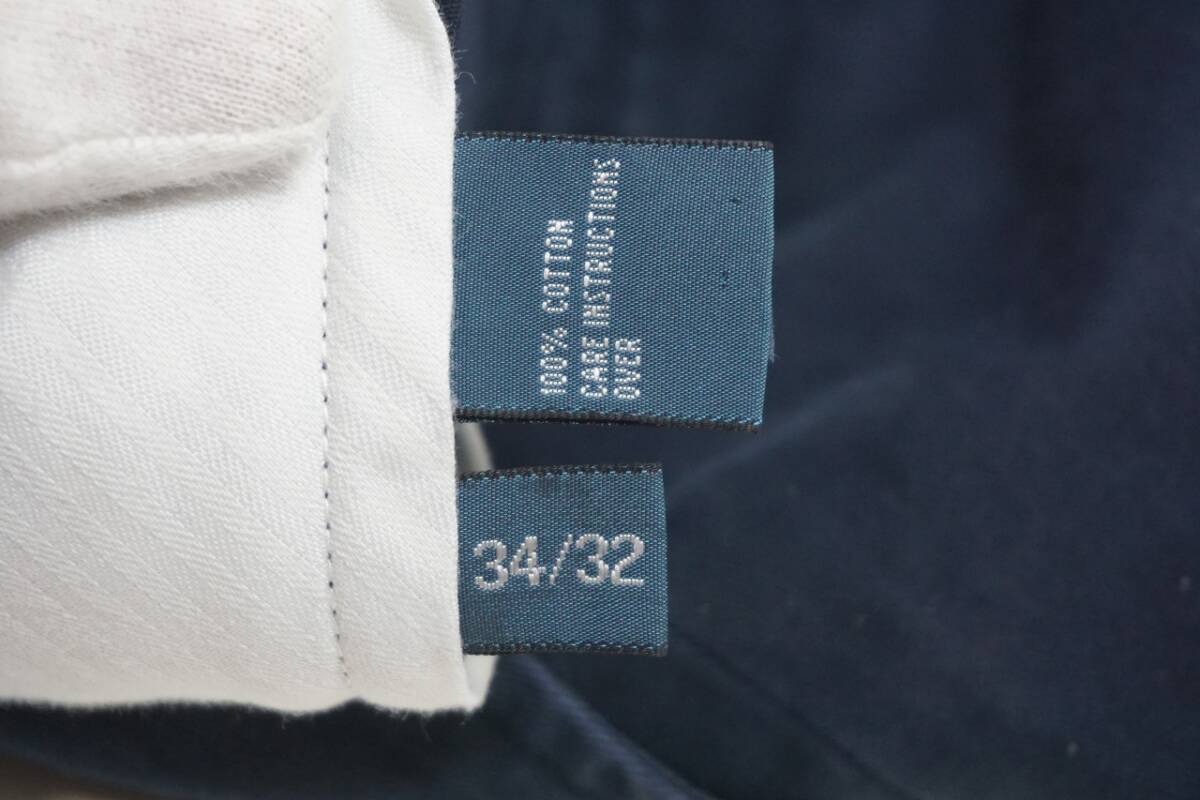 100% COTTON
CARE INSTRUCTIONS
OVER
34/32